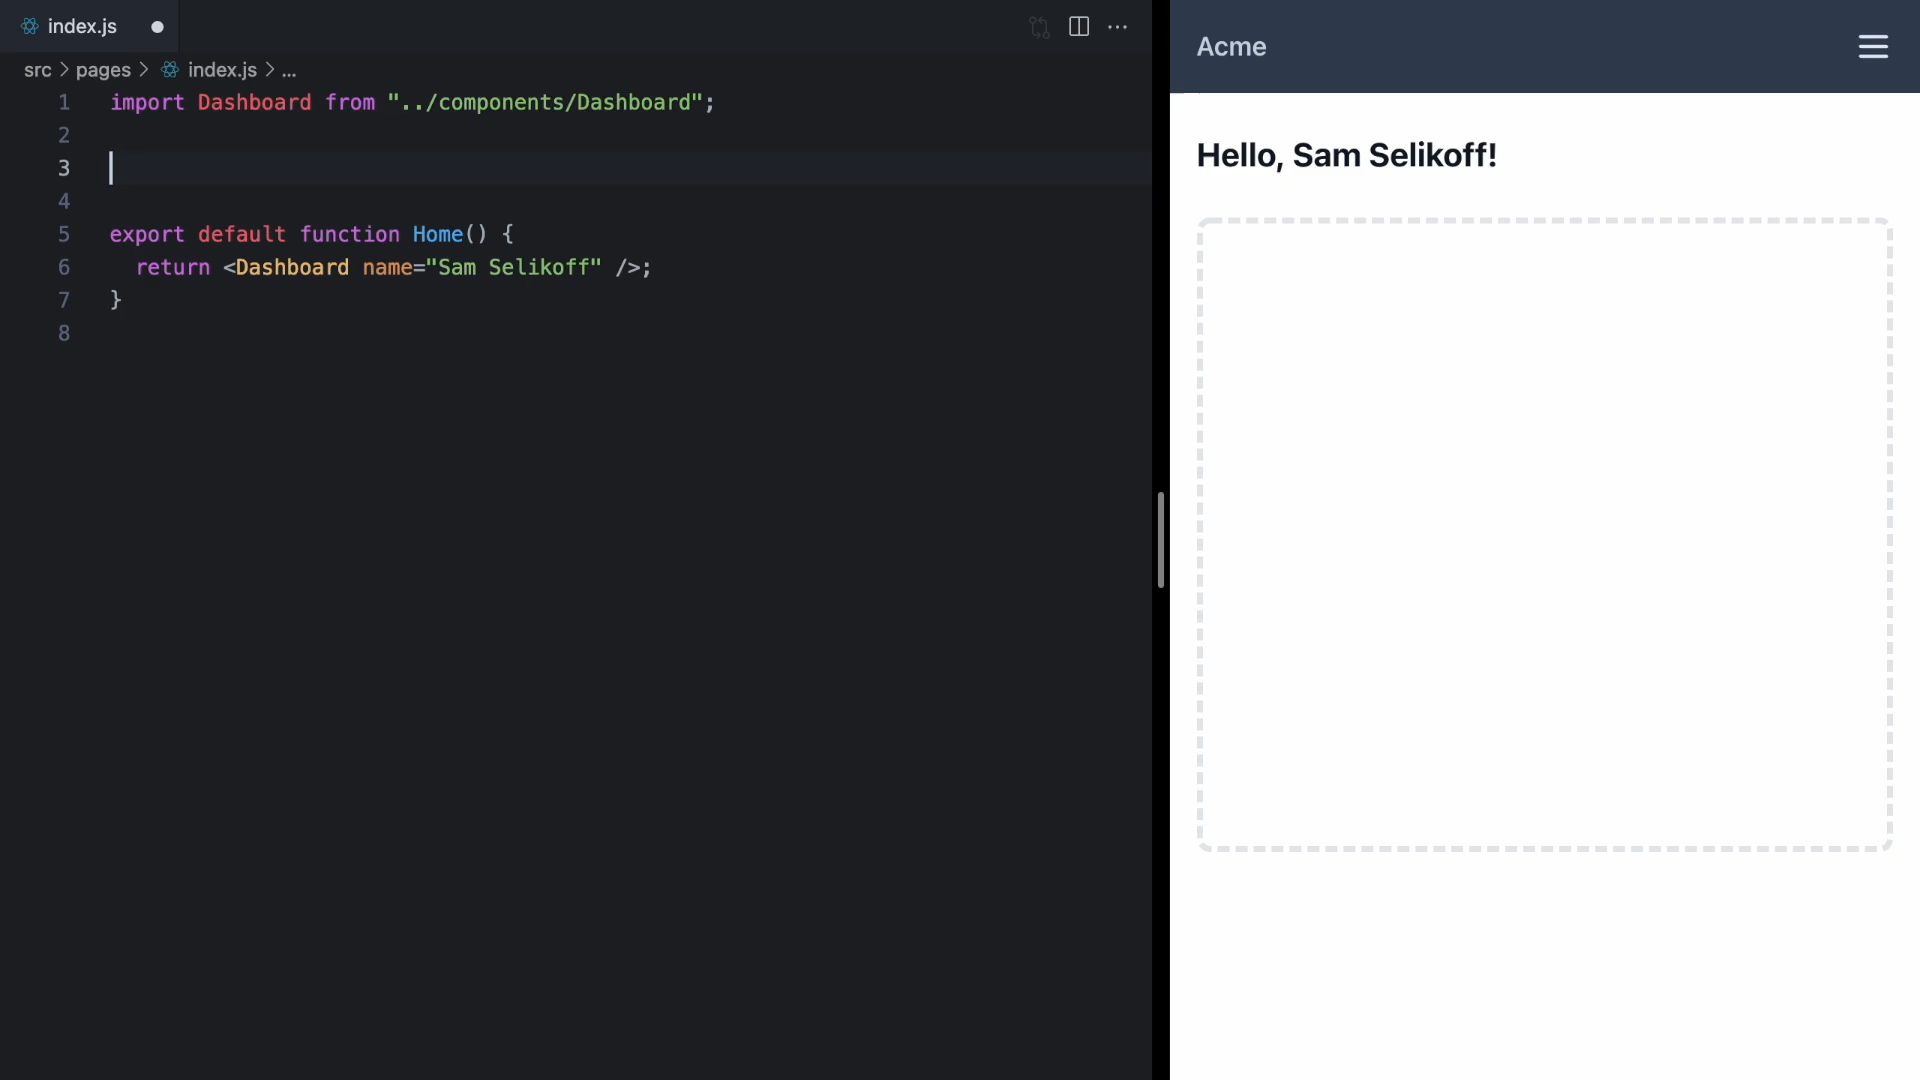 index.js
src > pages > index.js > ...
1 import Dashboard from "../components/Dashboard";
2
3
4
5 export default function Home() {
6 return <Dashboard name="Sam Selikoff" />;
7 }
8
Acme
Hello, Sam Selikoff!